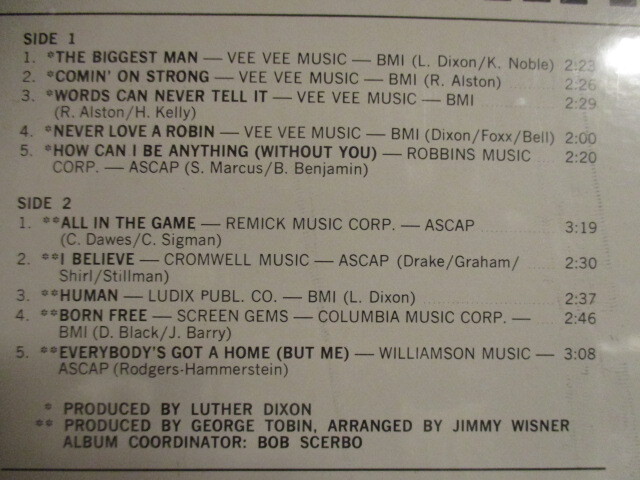 SIDE 1
1. *THE BIGGEST MAN — VEE VEE MUSIC — BMI (L. Dixon/K. Noble) 2:23
2. *COMIN' ON STRONG — VEE VEE MUSIC — BMI (R. Alston) 2:26
3. *WORDS CAN NEVER TELL IT — VEE VEE MUSIC — BMI 2:29
(R. Alston/H. Kelly)
4. *NEVER LOVE A ROBIN — VEE VEE MUSIC — BMI (Dixon/Foxx/Bell) 2:00
5. *HOW CAN I BE ANYTHING (WITHOUT YOU) — ROBBINS MUSIC 2:20
CORP. — ASCAP (S. Marcus/B. Benjamin)
SIDE 2
1. **ALL IN THE GAME — REMICK MUSIC CORP. — ASCAP 3:19
(C. Dawes/C. Sigman)
2. **I BELIEVE — CROMWELL MUSIC — ASCAP (Drake/Graham/ 2:30
Shirl/Stillman)
3. **HUMAN — LUDIX PUBL. CO. — BMI (L. Dixon) 2:37
4. **BORN FREE — SCREEN GEMS — COLUMBIA MUSIC CORP. — 2:46
BMI (D. Black/J. Barry)
5. **EVERYBODY'S GOT A HOME (BUT ME) — WILLIAMSON MUSIC — 3:08
ASCAP (Rodgers-Hammerstein)
* PRODUCED BY LUTHER DIXON
** PRODUCED BY GEORGE TOBIN, ARRANGED BY JIMMY WISNER
ALBUM COORDINATOR: BOB SCERBO